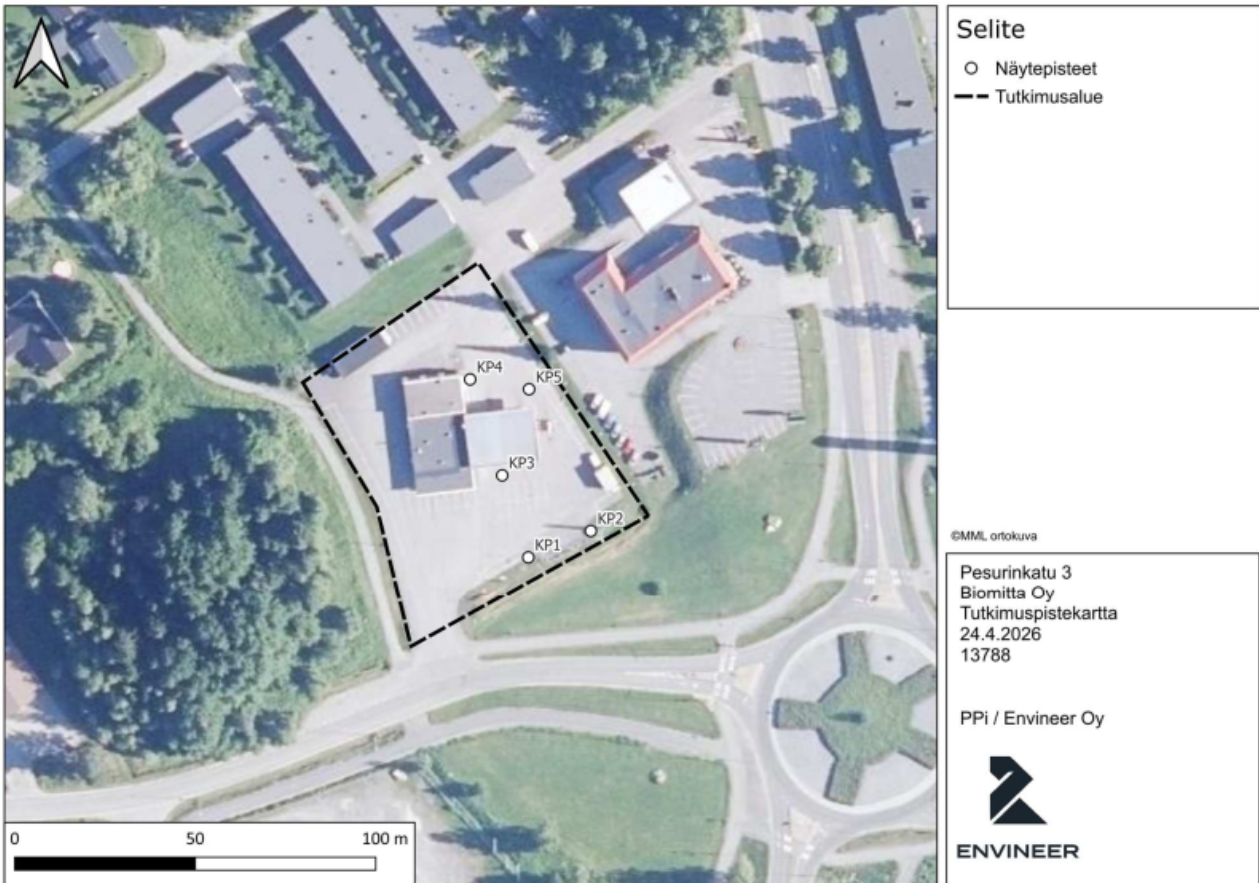 Selite
Näytepisteet
Tutkimusalue
KP4
KP5
KP3
KP2
KP1
©MML ortokuva
Pesurinkatu 3
Biomitta Oy
Tutkimuspistekartta
24.4.2026
13788
PPi / Envineer Oy
ENVINEER
0 50 100 m